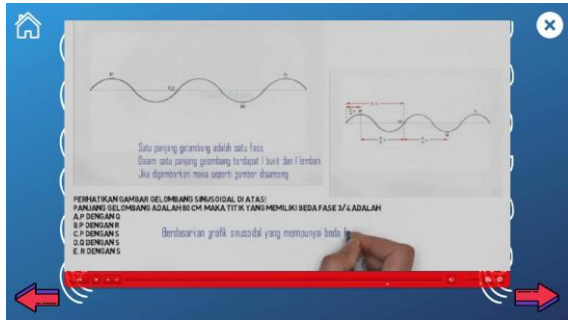 Satu panjang gelombang adalah satu fasa.
Dalam satu panjang gelombang terdapat 1 bukit dan 1 lembah.
Jika digambarkan maka seperti gambar disamping
PERHATIKAN GAMBAR GELOMBANG SINUSOIDAL DI ATAS!
PANJANG GELOMBANG ADALAH 80 CM. MAKA TITIK YANG MEMILIKI BEDA FASE 3/4 ADALAH
A.P DENGAN Q
B.P DENGAN R
C.P DENGAN S
D.Q DENGAN S
E. R DENGAN S
Berdasarkan grafik sinusoidal yang mempunyai beda